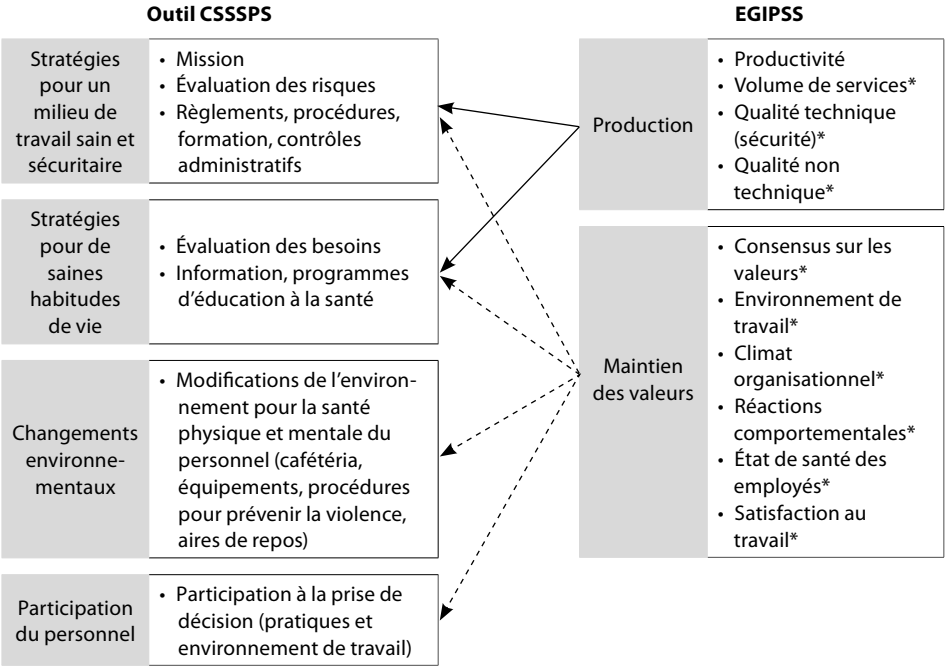 Outil CSSSPS
Stratégies
pour un
milieu de
travail sain et
sécuritaire
• Mission
• Évaluation des risques
• Règlements, procédures,
formation, contrôles
administratifs
Stratégies
pour de
saines
habitudes
de vie
• Évaluation des besoins
• Information, programmes
d’éducation à la santé
Changements
environne-
mentaux
• Modifications de l’environ-
nement pour la santé
physique et mentale du
personnel (cafétéria,
équipements, procédures
pour prévenir la violence,
aires de repos)
Participation
du personnel
• Participation à la prise de
décision (pratiques et
environnement de travail)
EGIPSS
Production
• Productivité
• Volume de services*
• Qualité technique
(sécurité)*
• Qualité non
technique*
Maintien
des valeurs
• Consensus sur les
valeurs*
• Environnement de
travail*
• Climat
organisationnel*
• Réactions
comportementales*
• État de santé des
employés*
• Satisfaction au
travail*